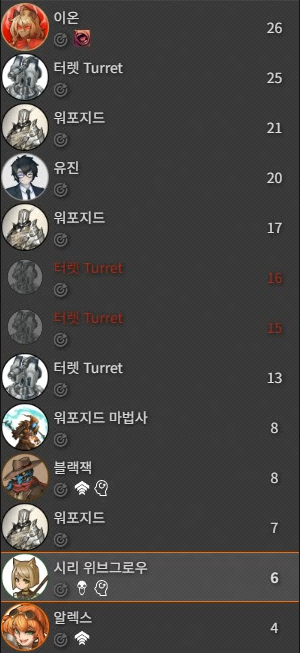 이온 26
터렛 Turret 25
워포지드 21
유진 20
워포지드 17
터렛 Turret 16
터렛 Turret 15
터렛 Turret 13
워포지드 마법사 8
블랙잭 8
워포지드 7
시리 위브그로우 6
알렉스 4